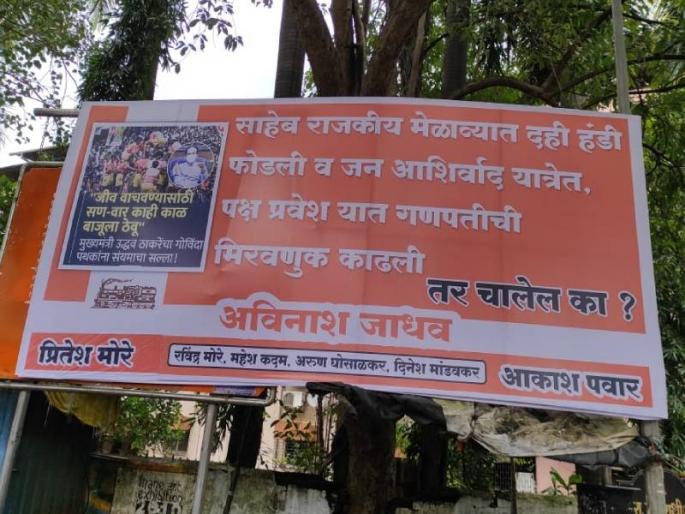 साहेब राजकीय मेळाव्यात दही हंडी
फोडली व जन आशिर्वाद यात्रेत,
पक्ष प्रवेश यात गणपतीची
मिरवणुक काढली
तर चालेल का ?
"जीव वाचवण्यासाठी
सण-वार काही काळ
बाजूला ठेवू"
मुख्यमंत्री उद्धव ठाकरेंचा गोविंदा
पथकांना संयमाचा सल्ला!
अविनाश जाधव
प्रितेश मोरे
रविंद्र मोरे, महेश कदम, अरुण घोसाळकर, दिनेश मांडवकर
आकाश पवार